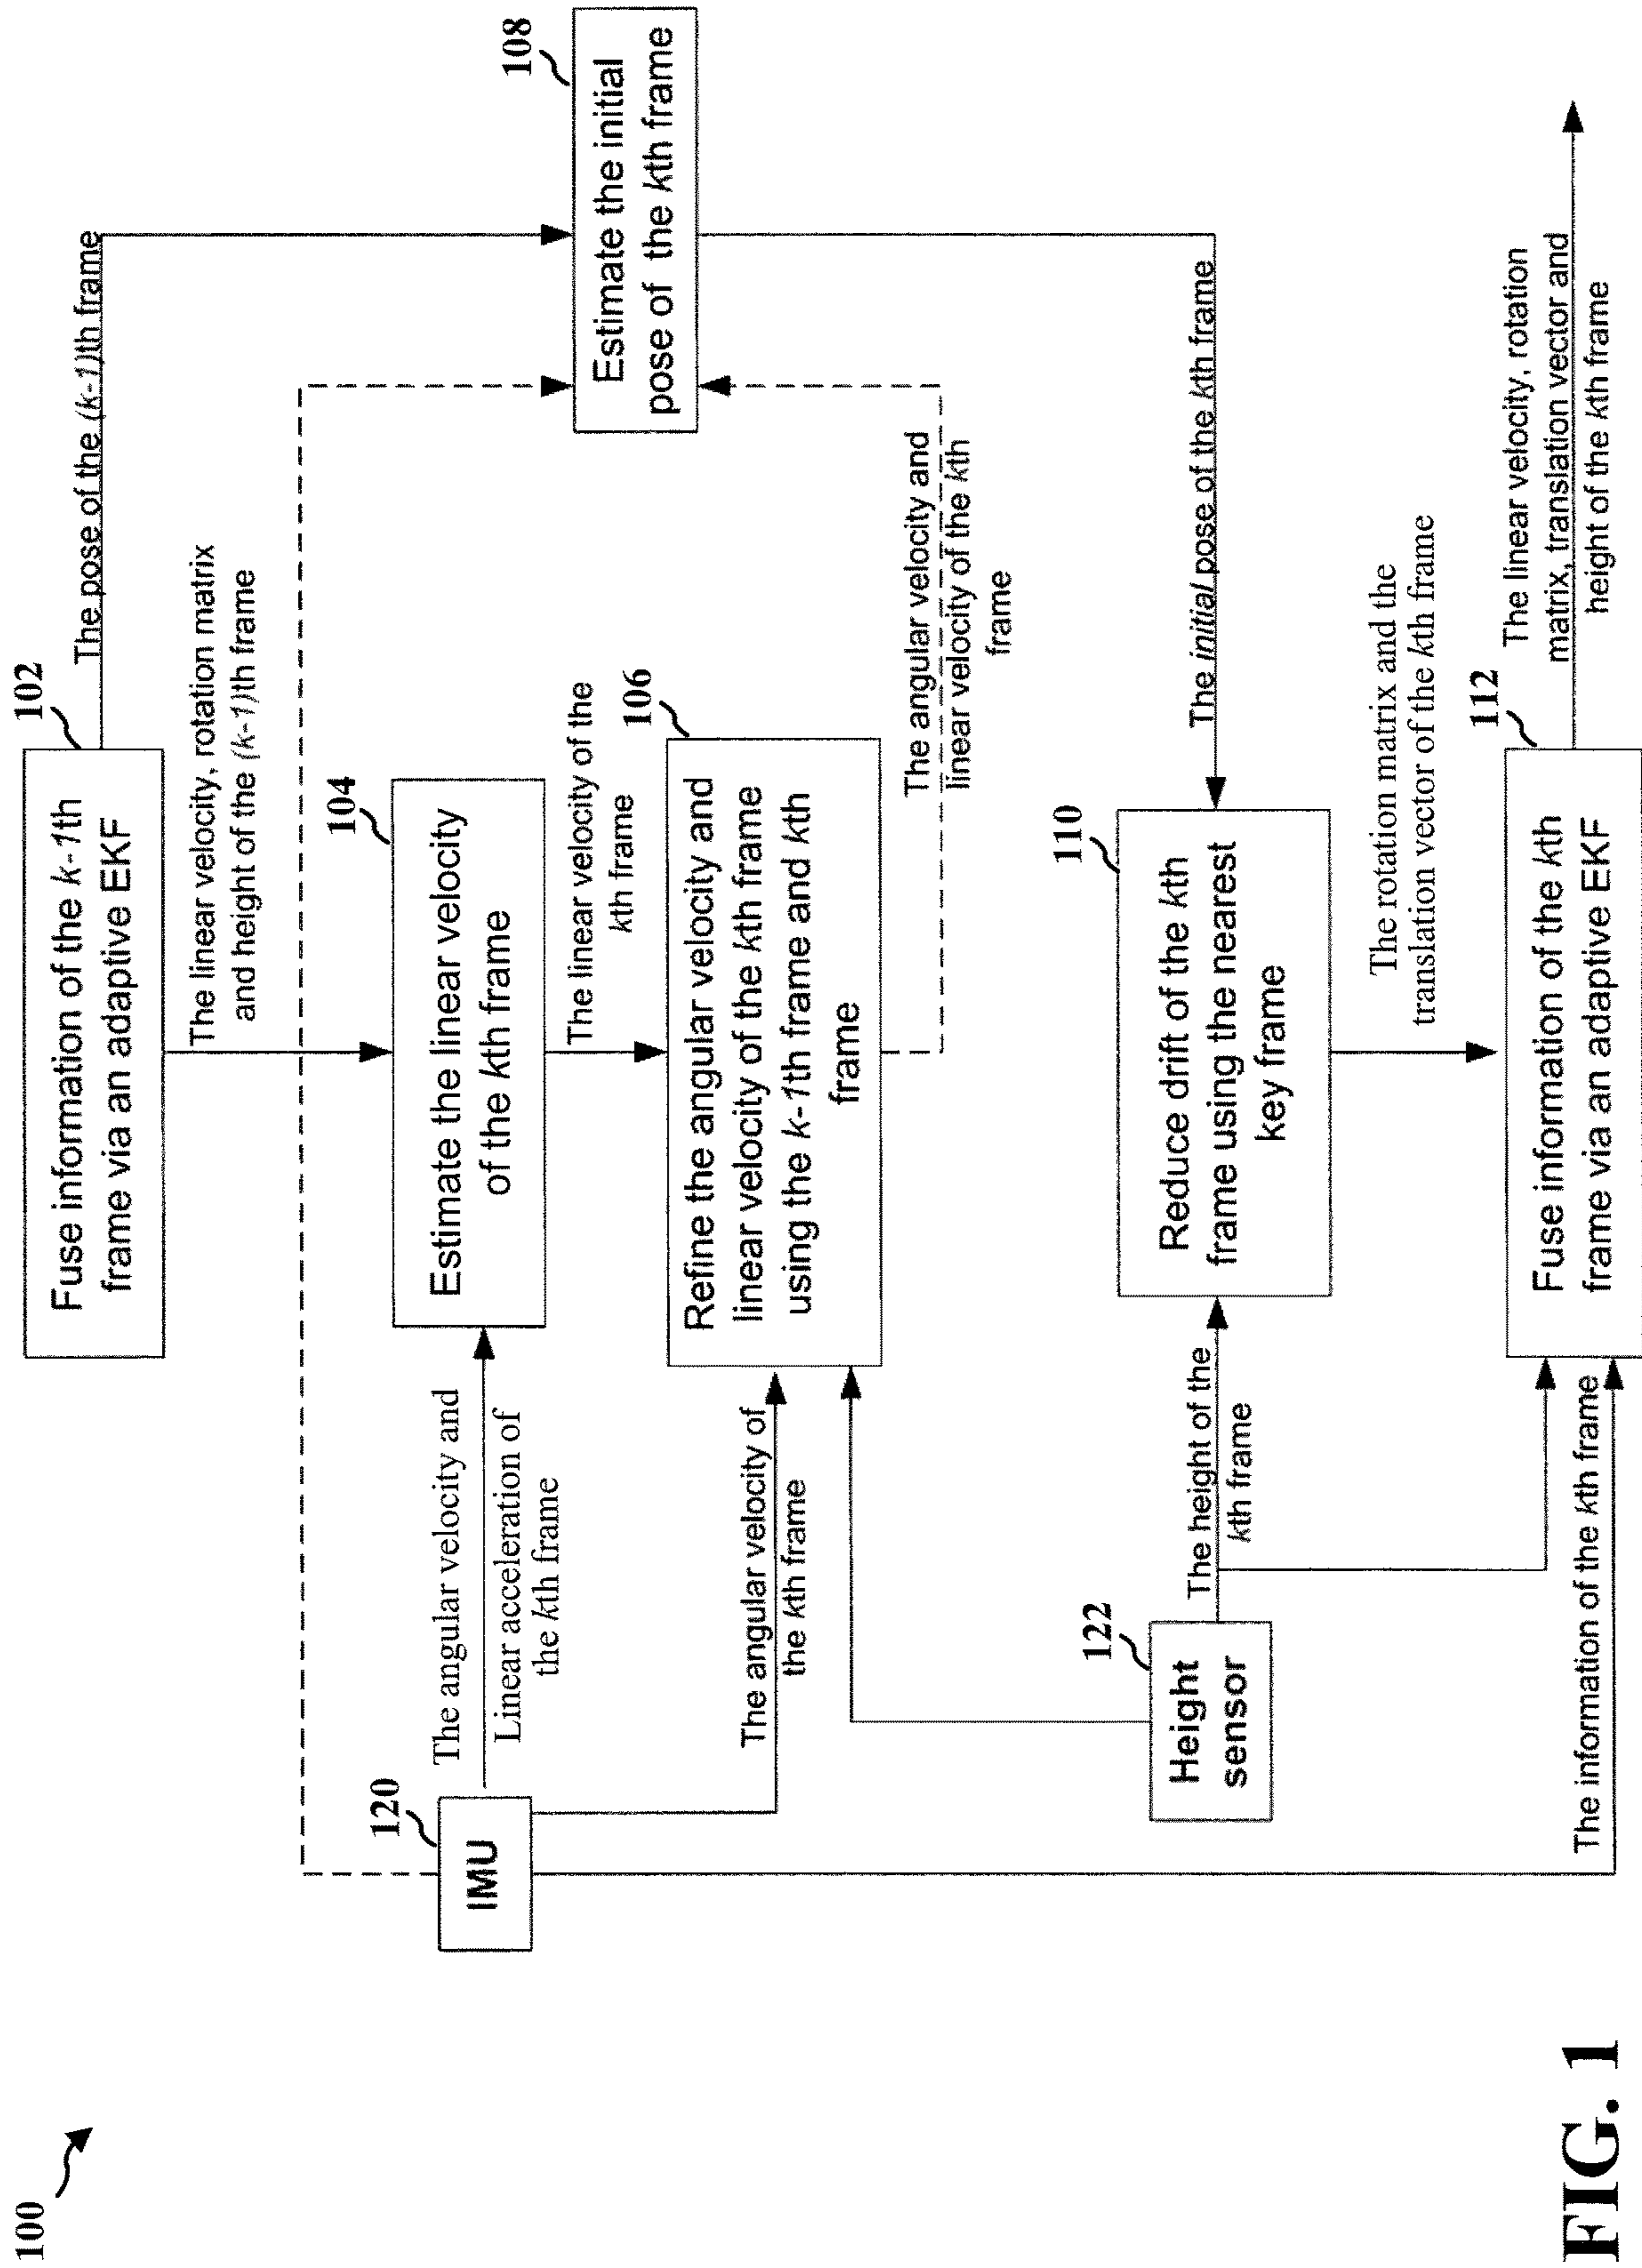 100
102
Fuse information of the k-1th
frame via an adaptive EKF
The pose of the (k-1)th frame
The linear velocity, rotation matrix
and height of the (k-1)th frame
108
Estimate the initial
pose of the kth frame
120
IMU
The angular velocity and
Linear acceleration of
the kth frame
104
Estimate the linear velocity
of the kth frame
The linear velocity of the
kth frame
106
Refine the angular velocity and
linear velocity of the kth frame
using the k-1th frame and kth
frame
The angular velocity of
the kth frame
The angular velocity and
linear velocity of the kth
frame
122
Height
sensor
The height of the
kth frame
110
Reduce drift of the kth
frame using the nearest
key frame
The initial pose of the kth frame
The rotation matrix and the
translation vector of the kth frame
The information of the kth frame
112
Fuse information of the kth
frame via an adaptive EKF
The linear velocity, rotation
matrix, translation vector and
height of the kth frame
FIG. 1